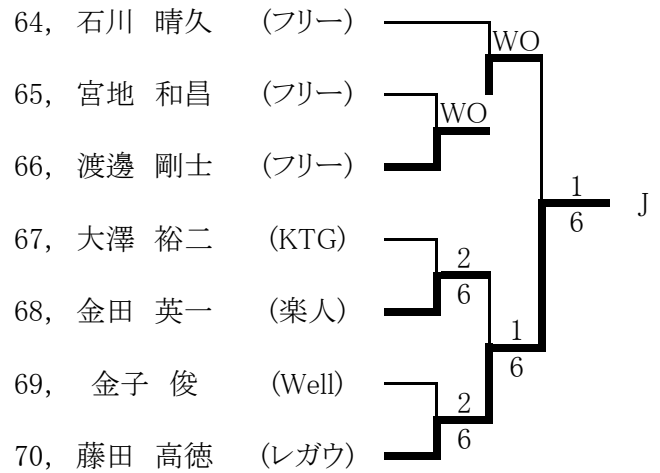 64, 石川 晴久 (フリー)
WO
65, 宮地 和昌 (フリー)
WO
66, 渡邊 剛士 (フリー)
1
6
J
67, 大澤 裕二 (KTG)
2
6
68, 金田 英一 (楽人)
1
6
69, 金子 俊 (Well)
2
6
70, 藤田 高徳 (レガウ)